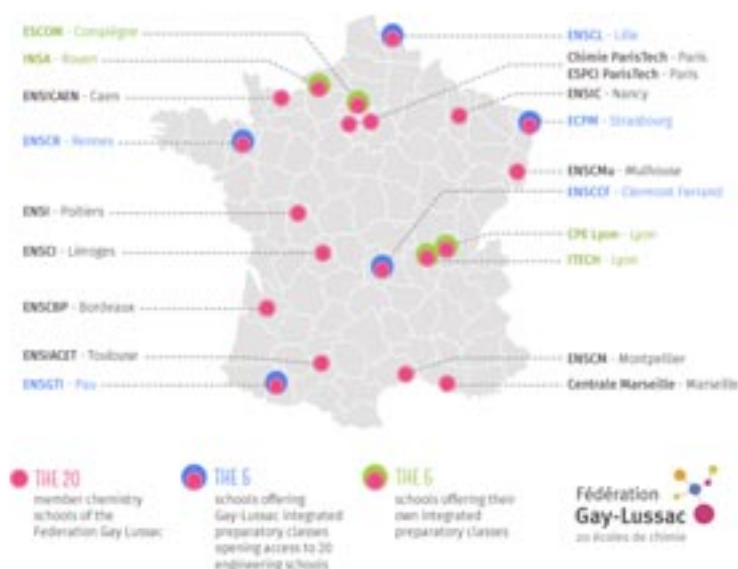 ESCOM - Compiègne
INSA - Rouen
ENSICAEN - Caen
ENSCR - Rennes
ENSI - Poitiers
ENSCI - Limoges
ENSCBP - Bordeaux
ENSIACET - Toulouse
ENSGTI - Pau
ENSCL - Lille
Chimie ParisTech - Paris
ESPCI ParisTech - Paris
ENSIC - Nancy
ECPM - Strasbourg
ENSCMu - Mulhouse
ENSCCf - Clermont Ferrand
CPE Lyon - Lyon
ITECH - Lyon
ENSCM - Montpellier
Centrale Marseille - Marseille
THE 20
member chemistry
schools of the
Federation Gay Lussac
THE 5
schools offering
Gay-Lussac integrated
preparatory classes
opening access to 20
engineering schools
THE
schools offering their
own integrated
preparatory classes
Fédération
Gay-Lussac
20 écoles de chimie